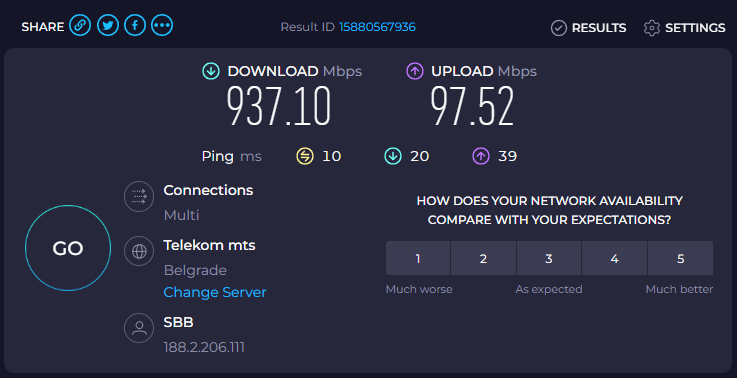 SHARE Result ID 15880567936 RESULTS SETTINGS
DOWNLOAD Mbps UPLOAD Mbps
937.10 97.52
Ping ms 10 20 39
Connections
Multi
GO
Telekom mts
Belgrade
Change Server
SBB
188.2.206.111
HOW DOES YOUR NETWORK AVAILABILITY
COMPARE WITH YOUR EXPECTATIONS?
1 2 3 4 5
Much worse As expected Much better